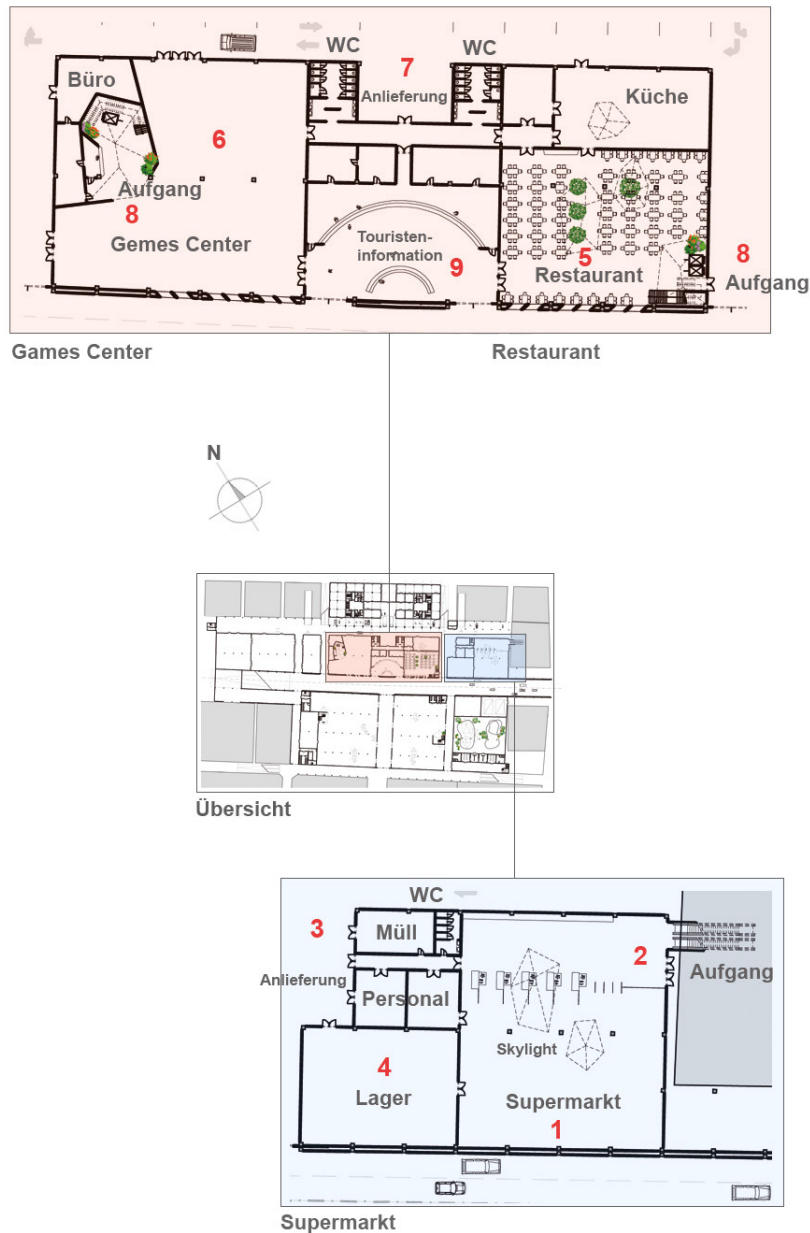 WC
WC
7
Büro
Anlieferung
Küche
6
Aufgang
8
Gemes Center
Touristen-
information
9
5
Restaurant
8
Aufgang
Games Center
Restaurant
N
Übersicht
WC
3
Müll
2
Anlieferung
Aufgang
Personal
Skylight
4
Lager
Supermarkt
1
Supermarkt